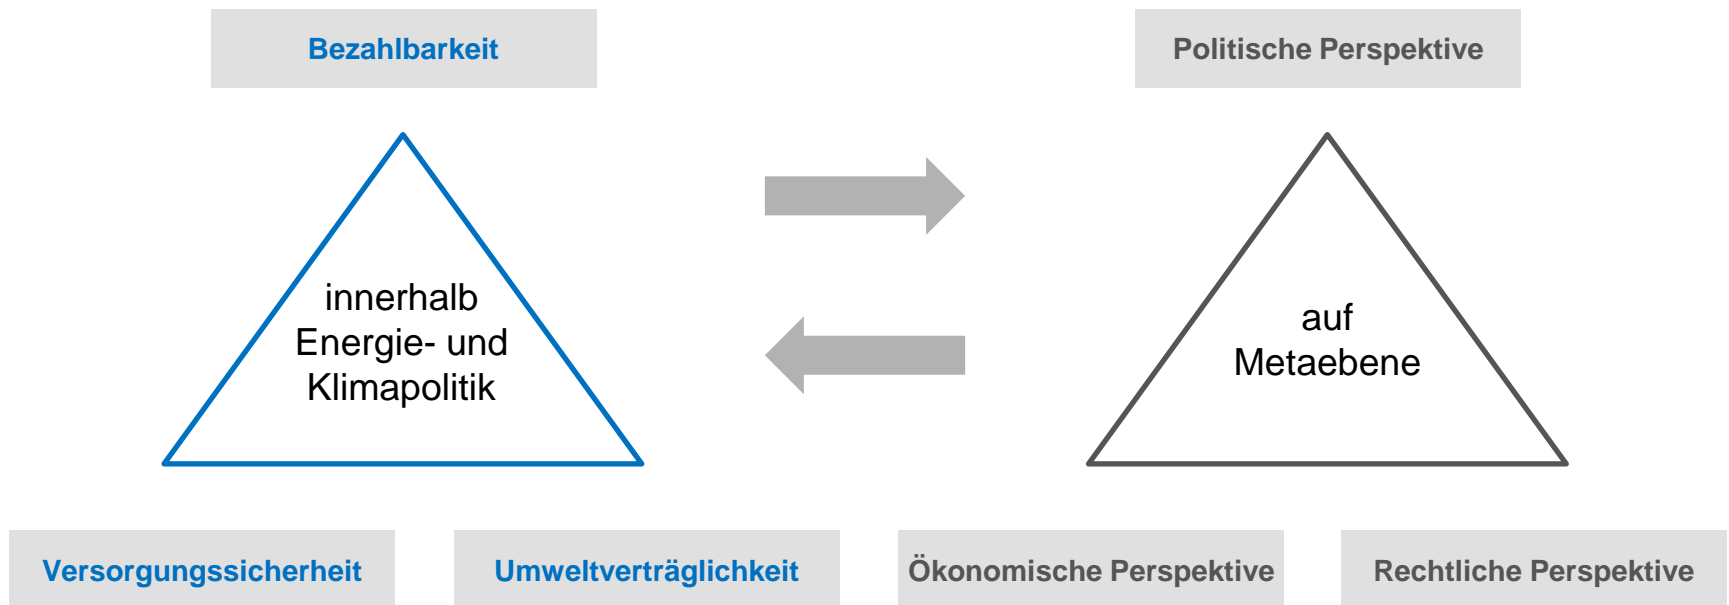 Bezahlbarkeit
Politische Perspektive
innerhalb
Energie- und
Klimapolitik
auf
Metaebene
Versorgungssicherheit
Umweltverträglichkeit
Ökonomische Perspektive
Rechtliche Perspektive